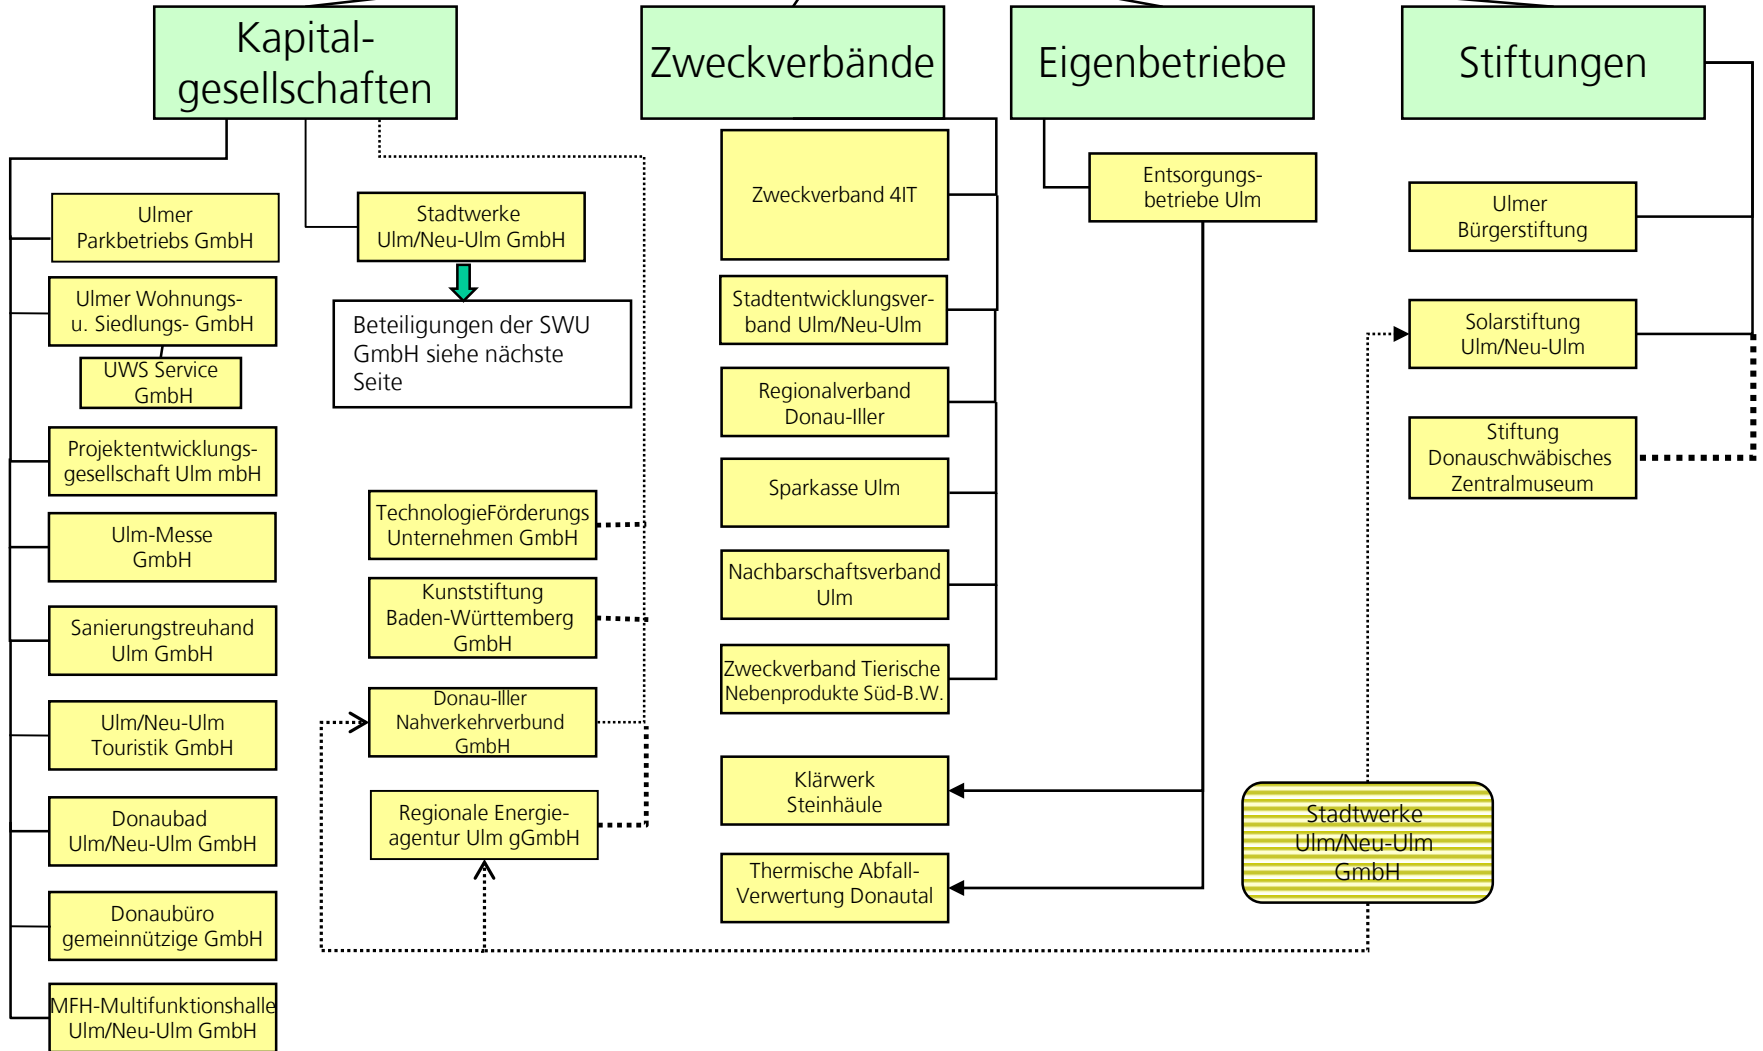 Kapital-
gesellschaften
Zweckverbände
Eigenbetriebe
Stiftungen
Ulmer
Parkbetriebs GmbH
Ulmer Wohnungs-
u. Siedlungs- GmbH
UWS Service
GmbH
Projektentwicklungs-
gesellschaft Ulm mbH
Ulm-Messe
GmbH
Sanierungstreuhand
Ulm GmbH
Ulm/Neu-Ulm
Touristik GmbH
Donaubad
Ulm/Neu-Ulm GmbH
Donaubüro
gemeinnützige GmbH
MFH-Multifunktionshalle
Ulm/Neu-Ulm GmbH
Stadtwerke
Ulm/Neu-Ulm GmbH
Beteiligungen der SWU
GmbH siehe nächste
Seite
TechnologieFörderungs
Unternehmen GmbH
Kunststiftung
Baden-Württemberg
GmbH
Donau-Iller
Nahverkehrverbund
GmbH
Regionale Energie-
agentur Ulm gGmbH
Zweckverband 4IT
Stadtentwicklungsver-
band Ulm/Neu-Ulm
Regionalverband
Donau-Iller
Sparkasse Ulm
Nachbarschaftsverband
Ulm
Zweckverband Tierische
Nebenprodukte Süd-B.W.
Klärwerk
Steinhäule
Thermische Abfall-
Verwertung Donautal
Entsorgungs-
betriebe Ulm
Ulmer
Bürgerstiftung
Solarstiftung
Ulm/Neu-Ulm
Stiftung
Donauschwäbisches
Zentralmuseum
Stadtwerke
Ulm/Neu-Ulm
GmbH